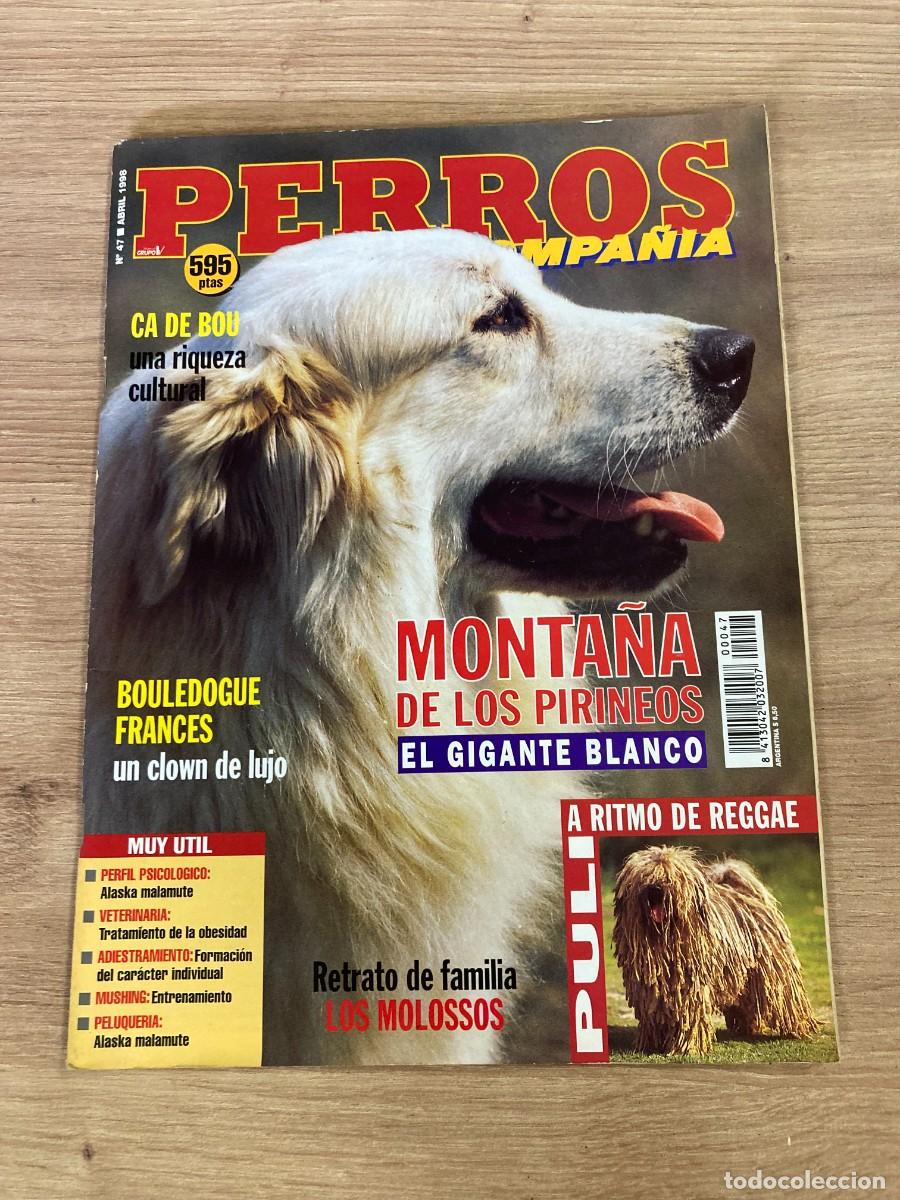 Nº 47 ■ ABRIL 1998
PERROS
OMPAÑIA
GRUPO V
595
ptas
CA DE BOU
una riqueza
cultural
MONTAÑA
DE LOS PIRINEOS
EL GIGANTE BLANCO
00047
8 413042 032007
ARGENTINA $ 6,50
BOULEDOGUE
FRANCES
un clown de lujo
MUY UTIL
PERFIL PSICOLOGICO:
Alaska malamute
VETERINARIA:
Tratamiento de la obesidad
ADIESTRAMIENTO: Formación
del carácter individual
MUSHING: Entrenamiento
PELUQUERIA:
Alaska malamute
Retrato de familia
LOS MOLOSSOS
A RITMO DE REGGAE
PULI
todocoleccion